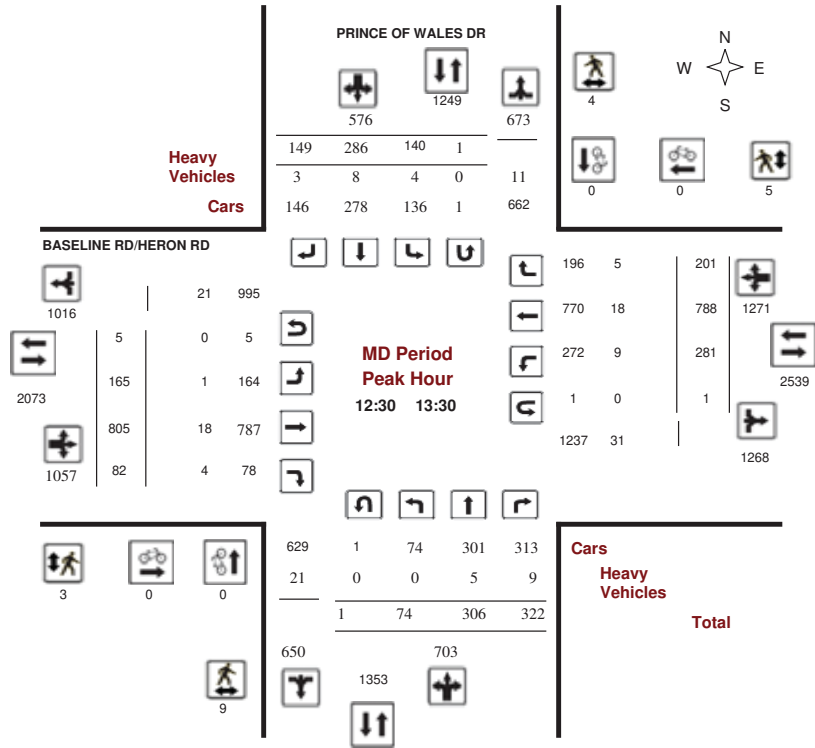 PRINCE OF WALES DR
N
W E
S
1249
4
576 673
149 286 140 1
Heavy
Vehicles
3 8 4 0 11
0 0 5
Cars
146 278 136 1 662
BASELINE RD/HERON RD
196 5 201
1016
21 995
770 18 788 1271
5 0 5
MD Period
Peak Hour
12:30 13:30
272 9 281
2539
2073
165 1 164
1 0 1
805 18 787
1237 31
1268
1057
82 4 78
629 1 74 301 313
Cars
21 0 0 5 9
Heavy
Vehicles
3 0 0
1 74 306 322
Total
650 703
1353
9